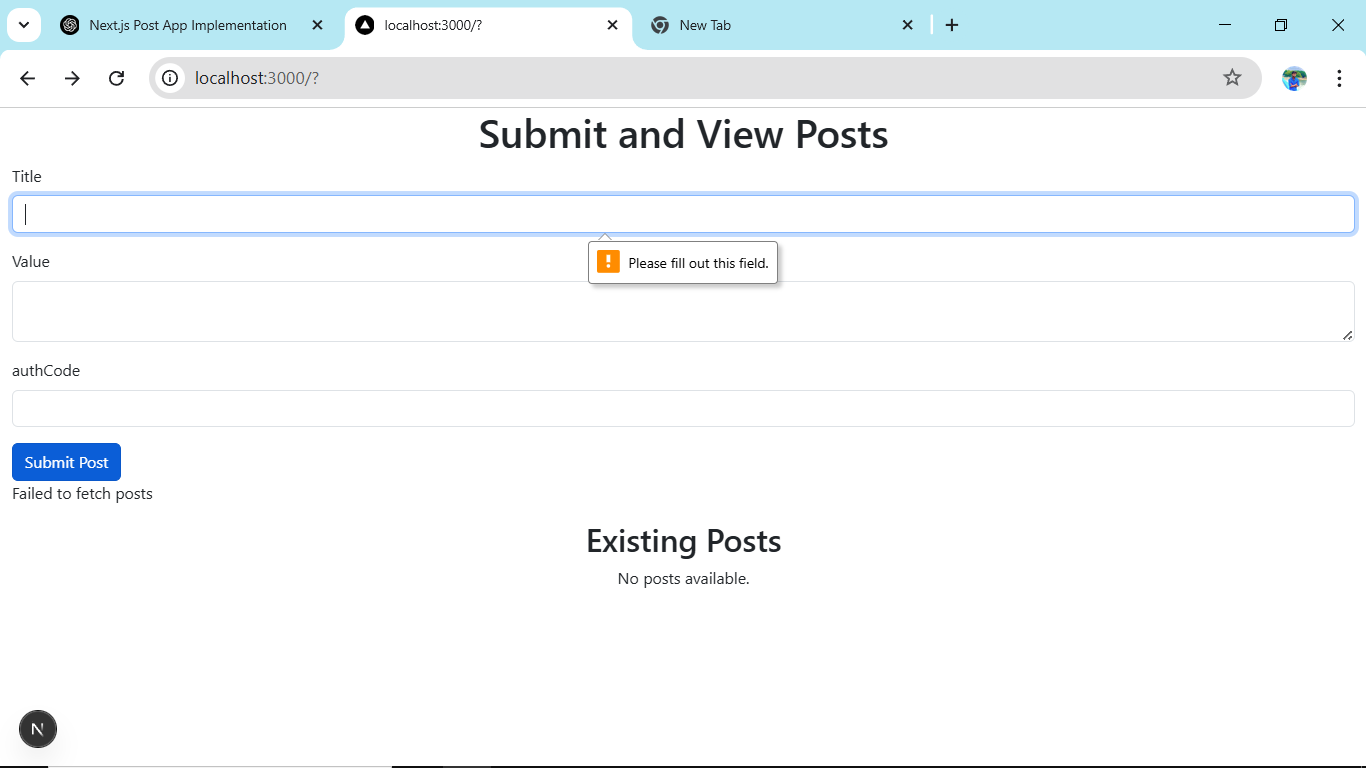 Next.js Post App Implementation
localhost:3000/?
New Tab
localhost:3000/?
Submit and View Posts
Title
Please fill out this field.
Value
authCode
Submit Post
Failed to fetch posts
Existing Posts
No posts available.
N